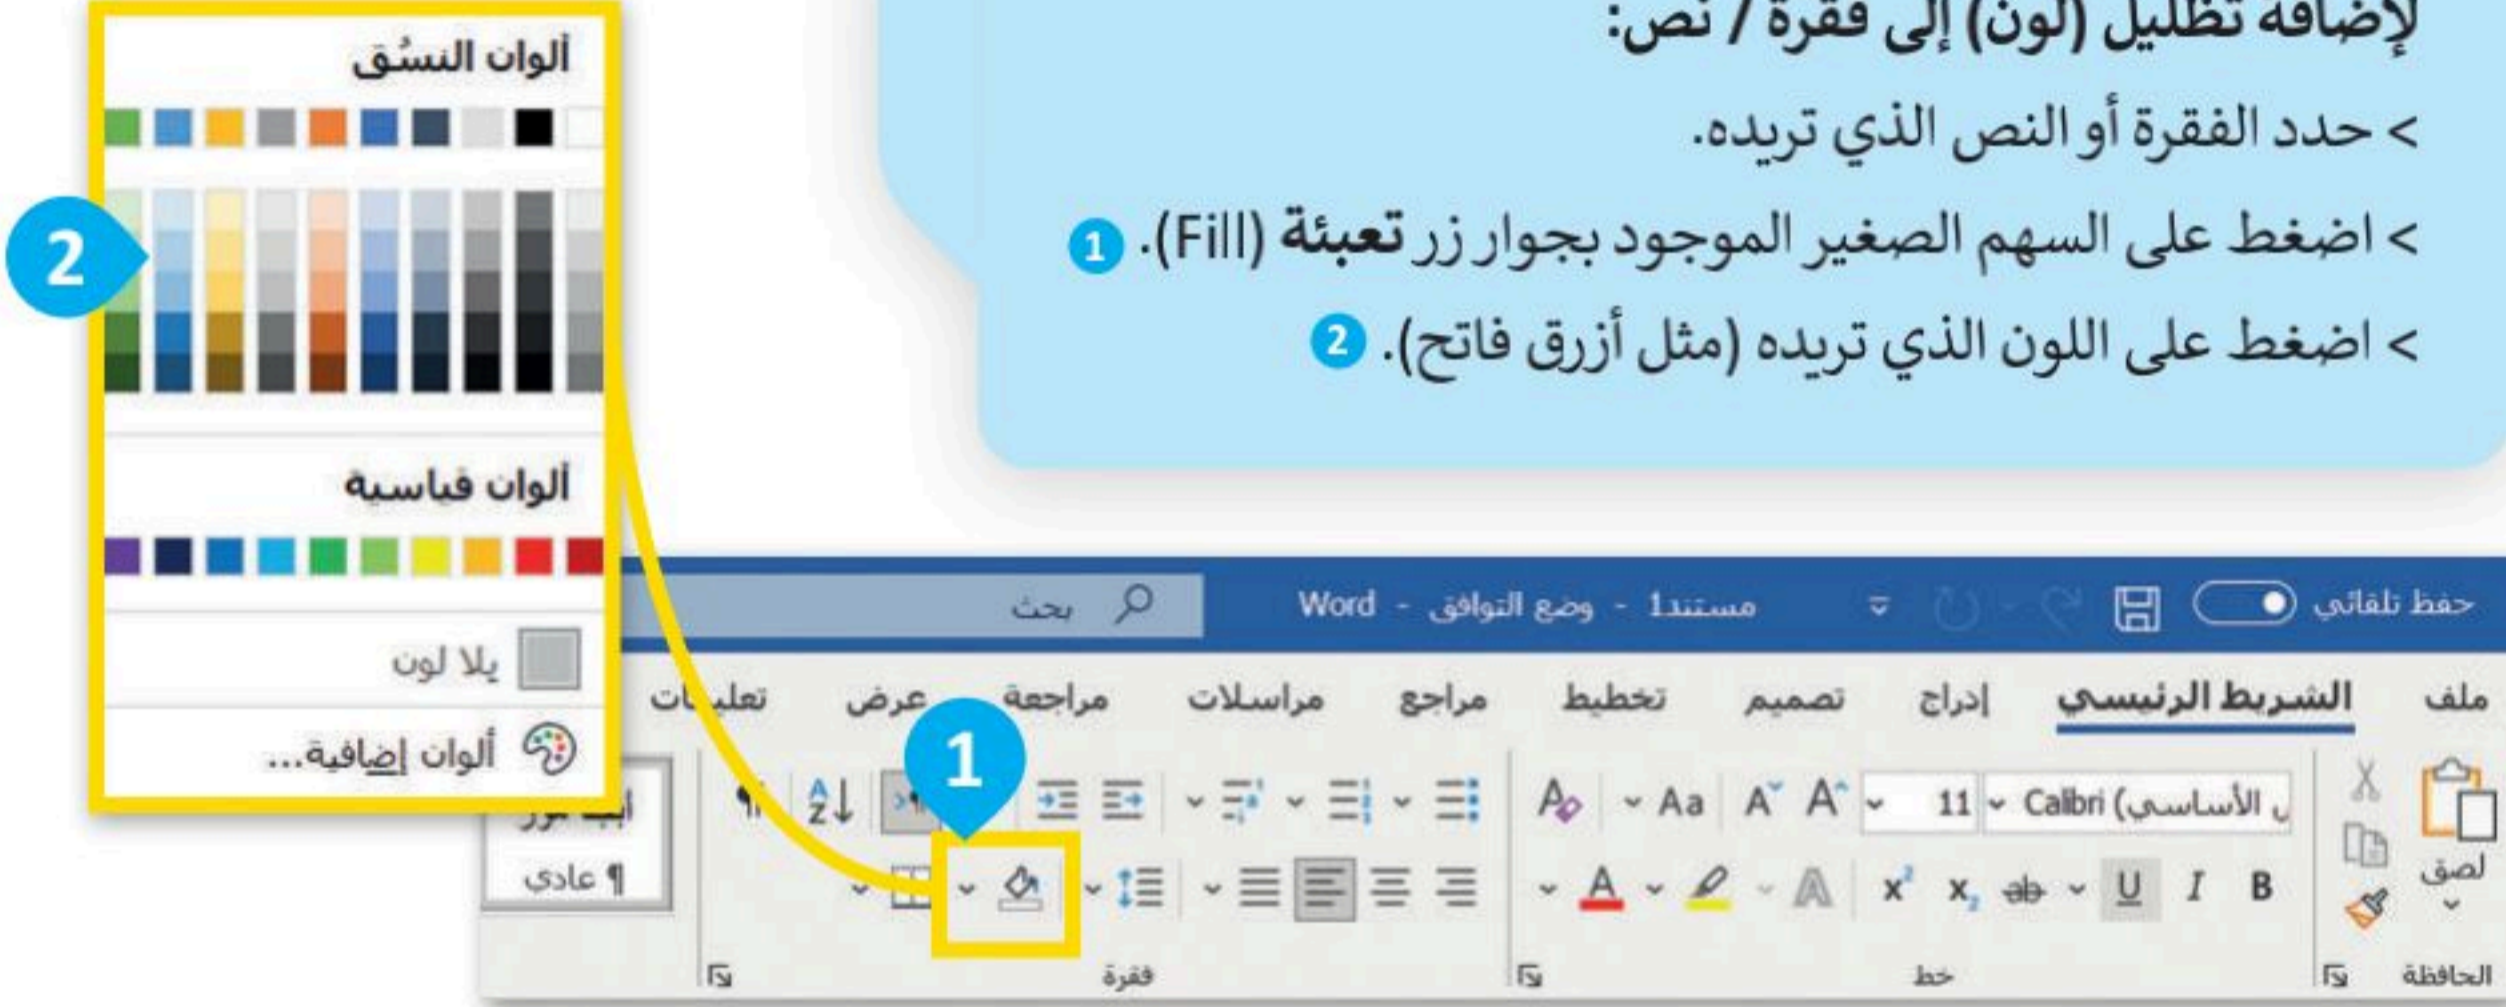 لإضافة تظليل (لون) إلى فقرة / نص:
> حدد الفقرة أو النص الذي تريده.
> اضغط على السهم الصغير الموجود بجوار زر تعبئة (Fill). 1
> اضغط على اللون الذي تريده (مثل أزرق فاتح). 2
ألوان النسُق
2
ألوان قياسية
بلا لون
ألوان إضافية...
حفظ تلقائي
مستند1 - وضع التوافق - Word
بحث
ملف الشريط الرئيسي إدراج تصميم تخطيط مراجع مراسلات مراجعة عرض
1
Calibri (الأساسي 11
لصق
B I U ab x₂ x² A A
Aa A A A
¶ عادي
الحافظة
خط
فقرة